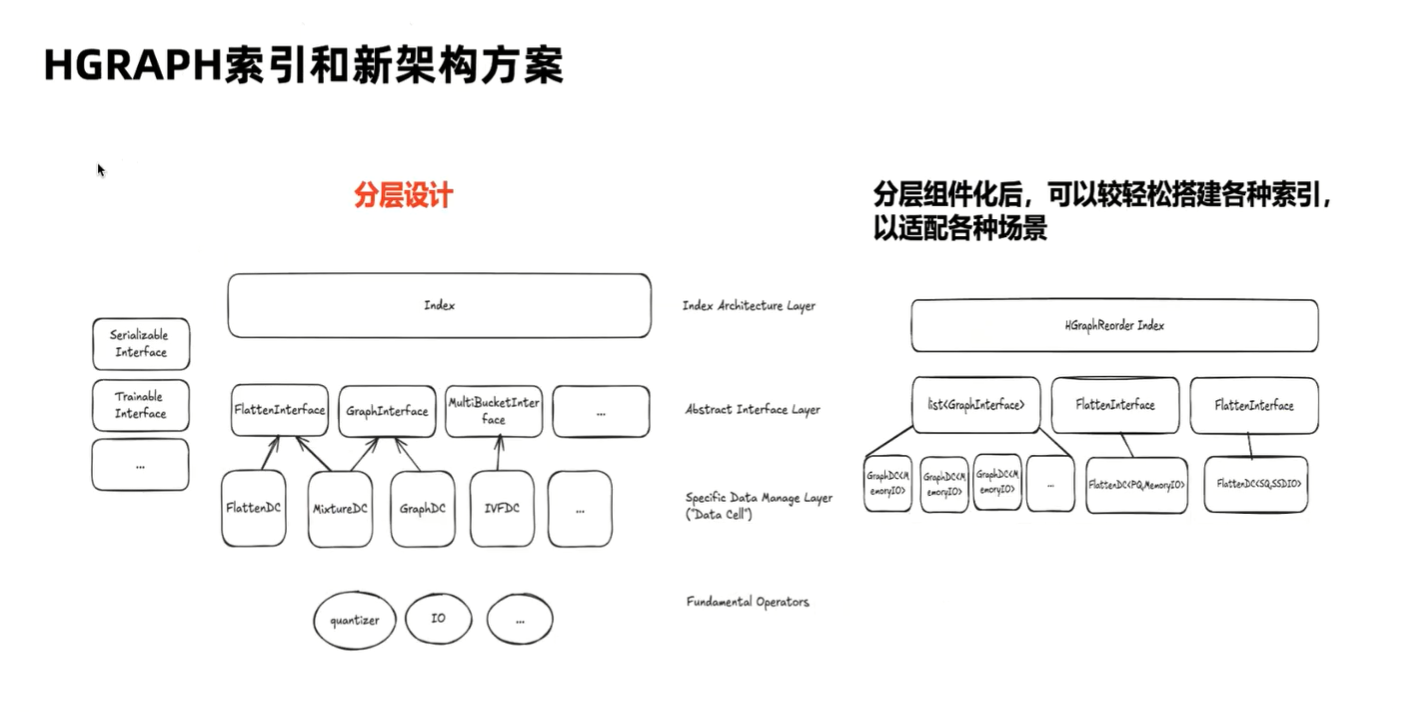 HGRAPH索引和新架构方案
分层设计
分层组件化后，可以较轻松搭建各种索引，
以适配各种场景
Index
Index Architecture Layer
HGraphReorder Index
Serializable
Interface
Trainable
Interface
...
FlattenInterface
GraphInterface
MultiBucketInter
face
...
Abstract Interface Layer
list<GraphInterface>
FlattenInterface
FlattenInterface
FlattenDC
MixtureDC
GraphDC
IVFDC
...
Specific Data Manage Layer
("Data Cell")
GraphDC<M
emoryIO>
GraphDC<M
emoryIO>
GraphDC<M
emoryIO>
...
FlattenDC<PQ,MemoryIO>
FlattenDC<SQ,SSDIO>
quantizer
IO
...
Fundamental Operators